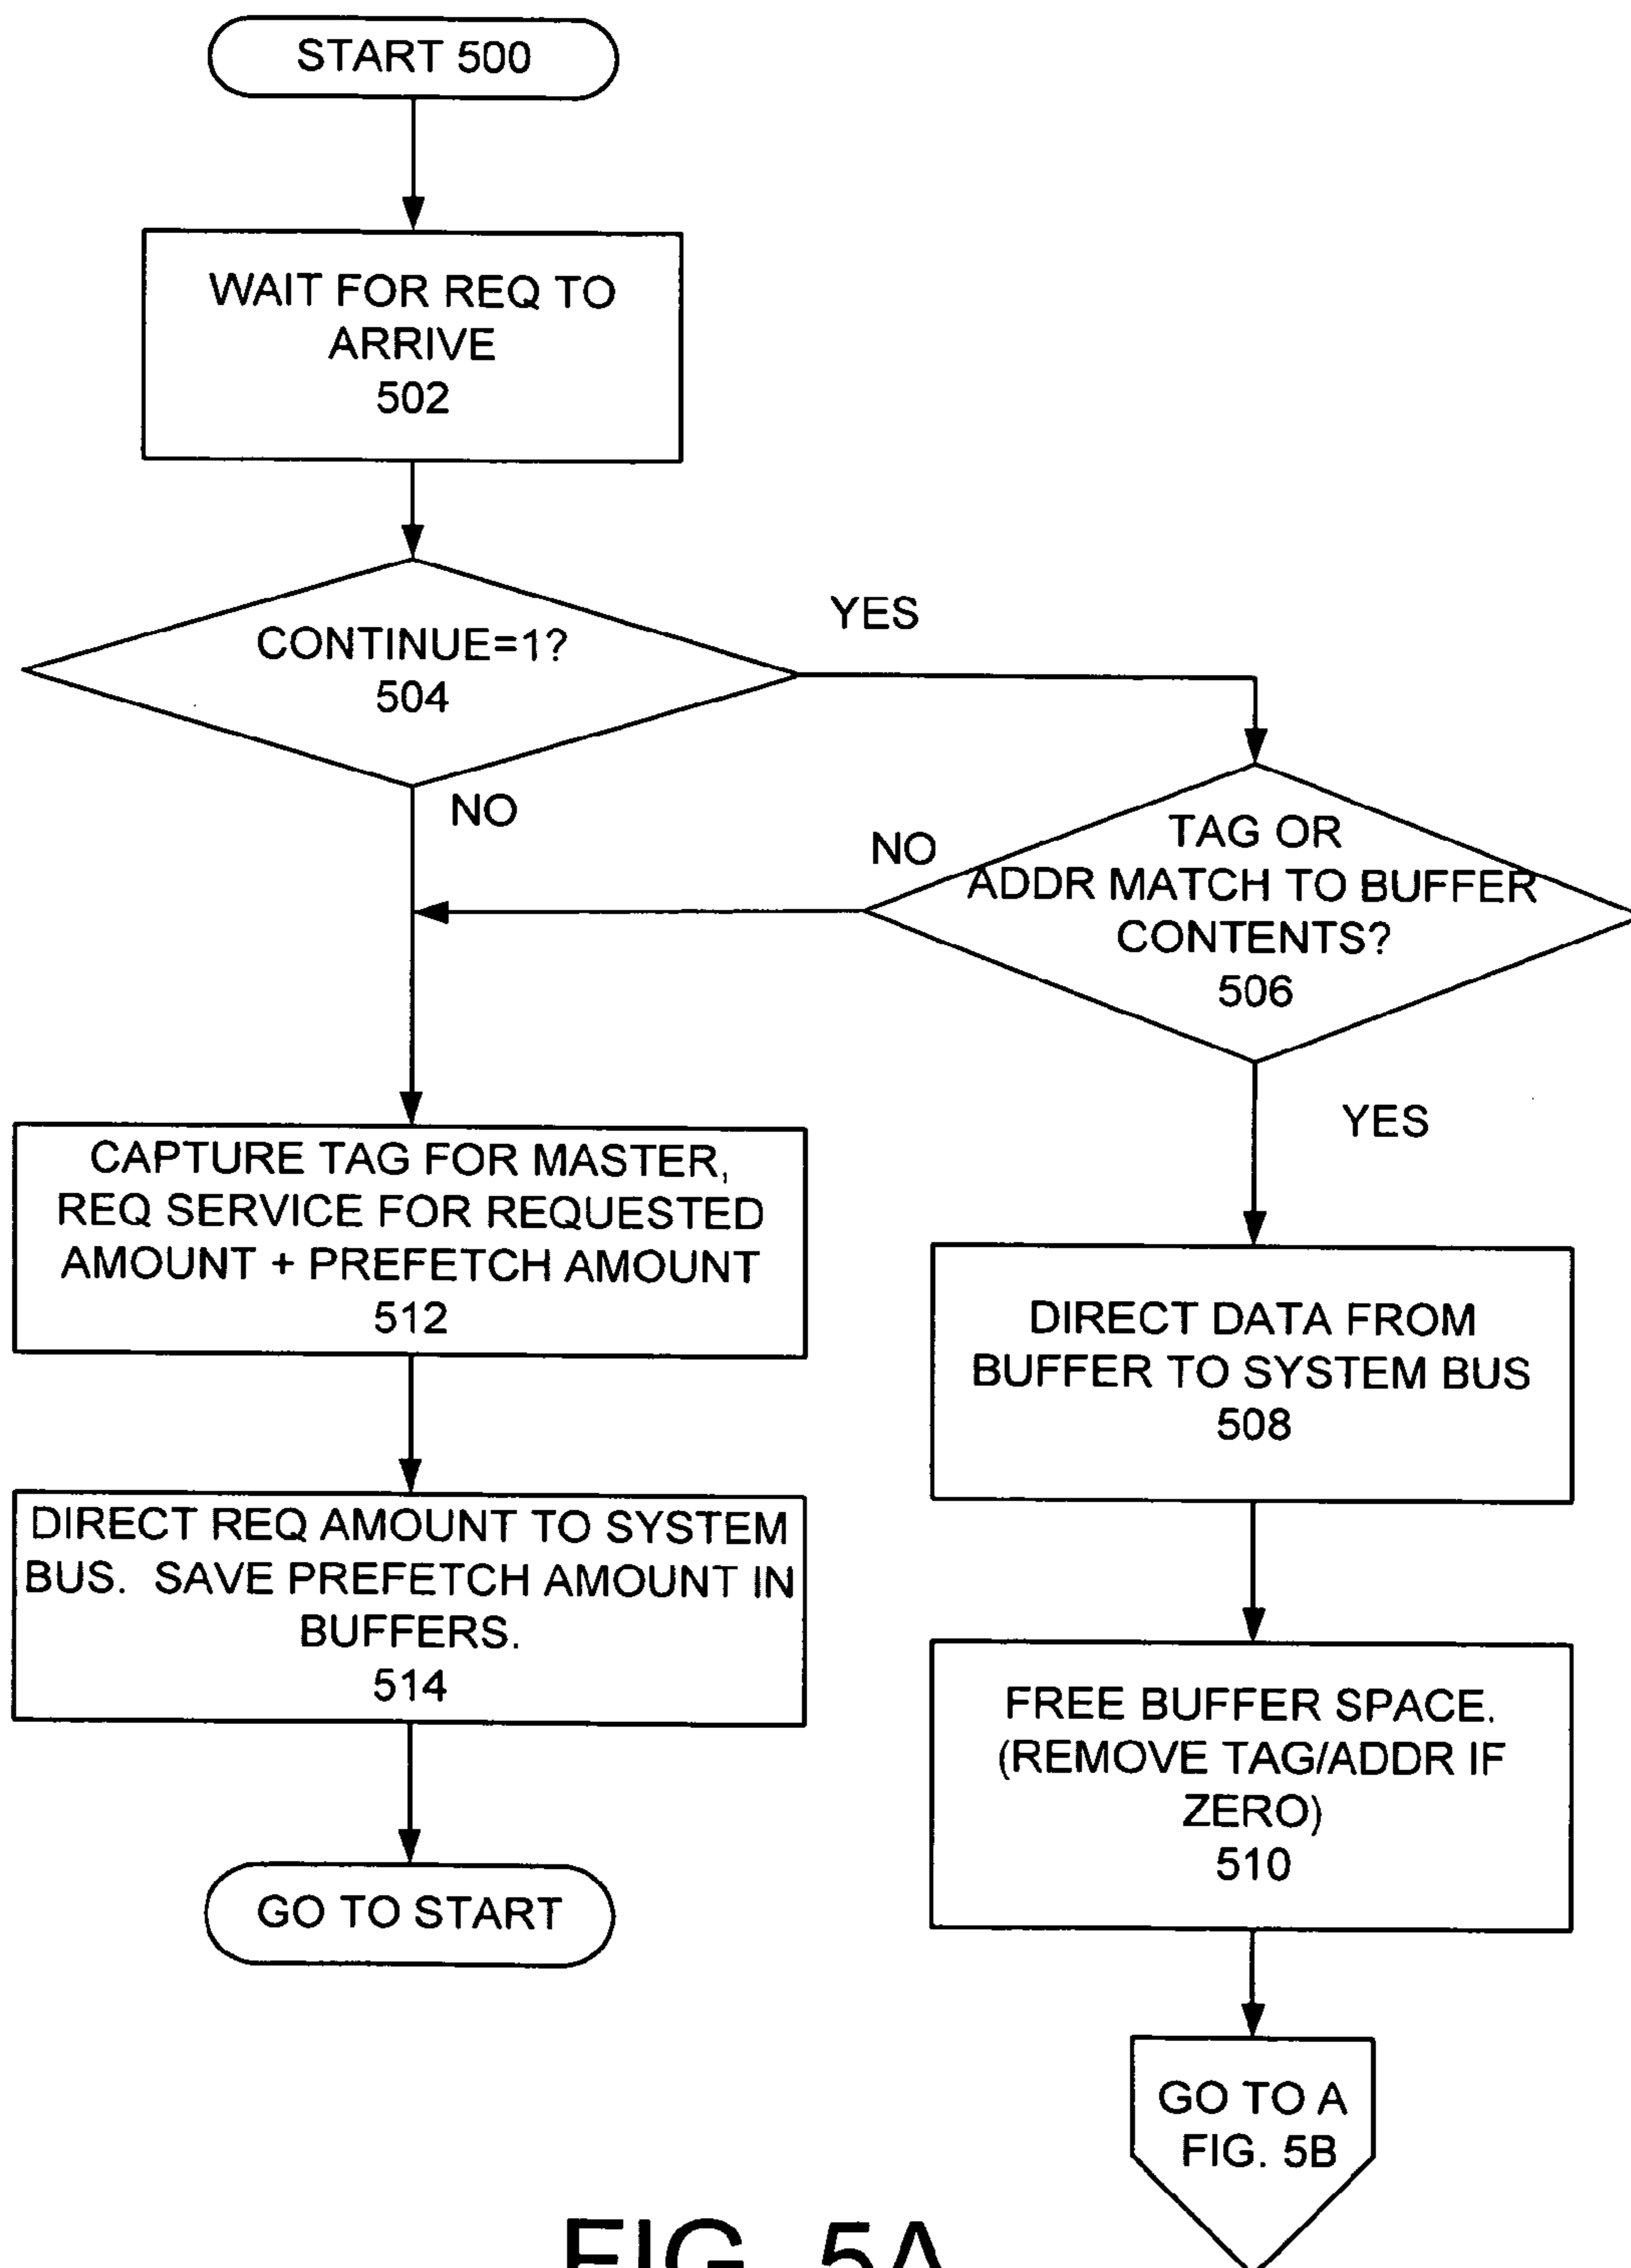 START 500
WAIT FOR REQ TO
ARRIVE
502
CONTINUE=1?
504
YES
NO
NO
TAG OR
ADDR MATCH TO BUFFER
CONTENTS?
506
YES
CAPTURE TAG FOR MASTER,
REQ SERVICE FOR REQUESTED
AMOUNT + PREFETCH AMOUNT
512
DIRECT DATA FROM
BUFFER TO SYSTEM BUS
508
DIRECT REQ AMOUNT TO SYSTEM
BUS.  SAVE PREFETCH AMOUNT IN
BUFFERS.
514
FREE BUFFER SPACE.
(REMOVE TAG/ADDR IF
ZERO)
510
GO TO START
GO TO A
FIG. 5B
FIG. 5A